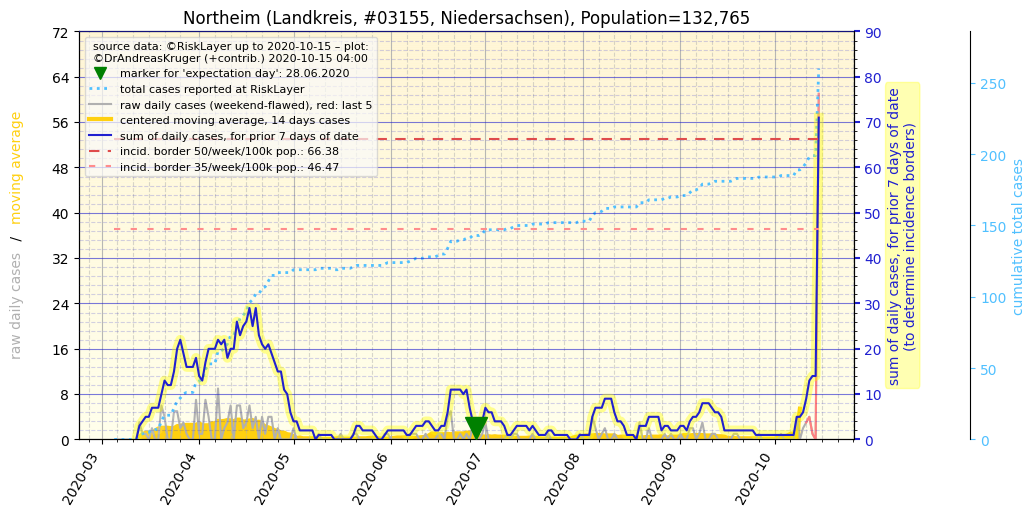 Northeim (Landkreis, #03155, Niedersachsen), Population=132,765
source data: ©RiskLayer up to 2020-10-15 – plot:
©DrAndreasKruger (+contrib.) 2020-10-15 04:00
marker for 'expectation day': 28.06.2020
total cases reported at RiskLayer
raw daily cases (weekend-flawed), red: last 5
centered moving average, 14 days cases
sum of daily cases, for prior 7 days of date
incid. border 50/week/100k pop.: 66.38
incid. border 35/week/100k pop.: 46.47
raw daily cases / moving average
72
64
56
48
40
32
24
16
8
0
2020-03
2020-04
2020-05
2020-06
2020-07
2020-08
2020-09
2020-10
90
80
70
60
50
40
30
20
10
0
sum of daily cases, for prior 7 days of date
(to determine incidence borders)
250
200
150
100
50
0
cumulative total cases